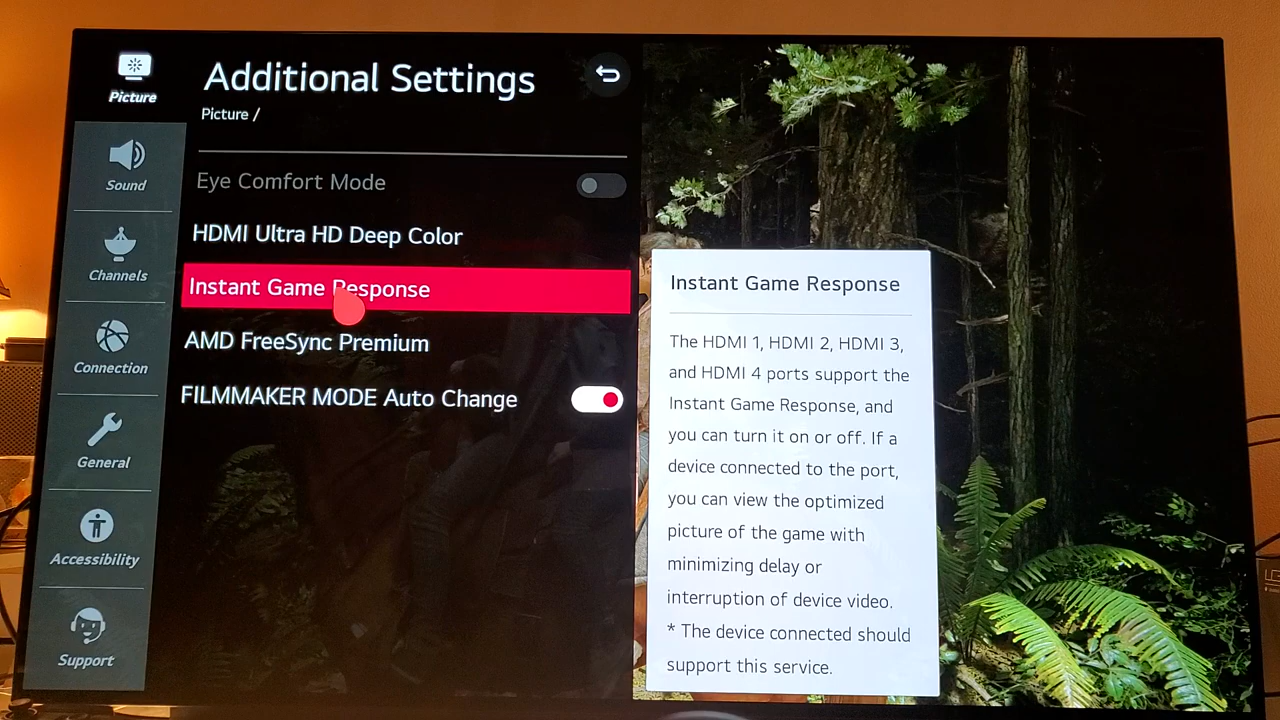 Picture
Sound
Channels
Connection
General
Accessibility
Support
Additional Settings
Picture /
Eye Comfort Mode
HDMI Ultra HD Deep Color
Instant Game Response
AMD FreeSync Premium
FILMMAKER MODE Auto Change
Instant Game Response
The HDMI 1, HDMI 2, HDMI 3,
and HDMI 4 ports support the
Instant Game Response, and
you can turn it on or off. If a
device connected to the port,
you can view the optimized
picture of the game with
minimizing delay or
interruption of device video.
* The device connected should
support this service.